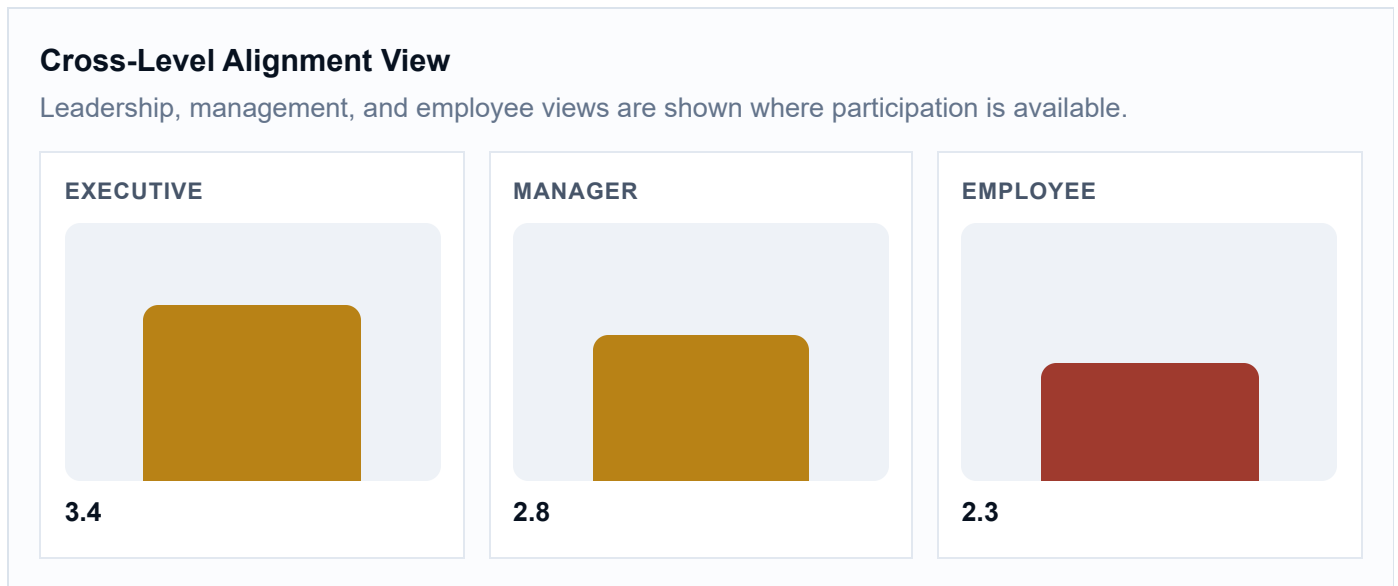 Cross-Level Alignment View
Leadership, management, and employee views are shown where participation is available.
EXECUTIVE
3.4
MANAGER
2.8
EMPLOYEE
2.3